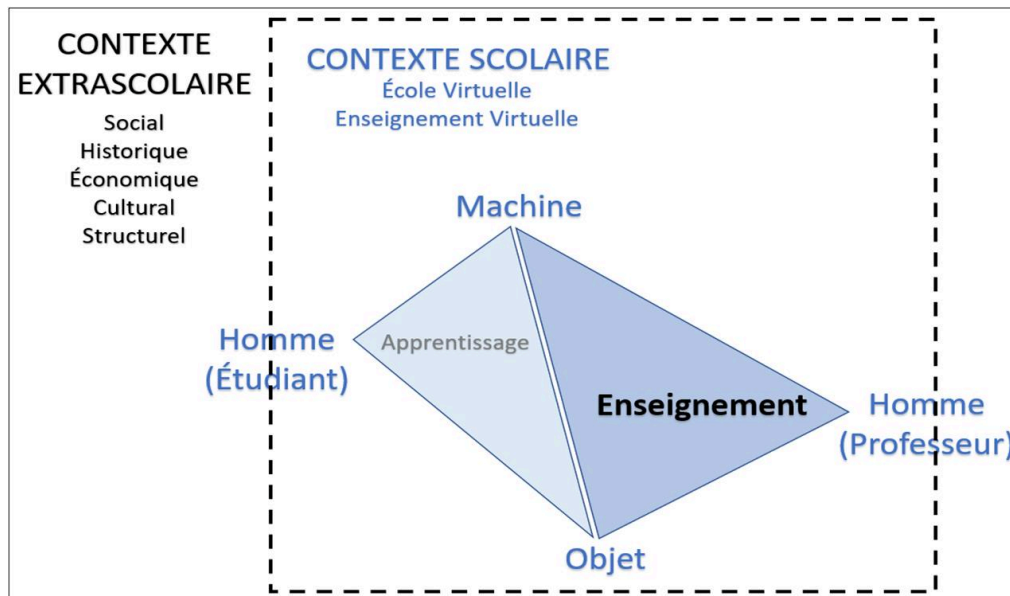 CONTEXTE
EXTRASCOLAIRE
Social
Historique
Économique
Cultural
Structurel
CONTEXTE SCOLAIRE
École Virtuelle
Enseignement Virtuelle
Machine
Homme
(Étudiant)
Apprentissage
Enseignement
Homme
(Professeur)
Objet